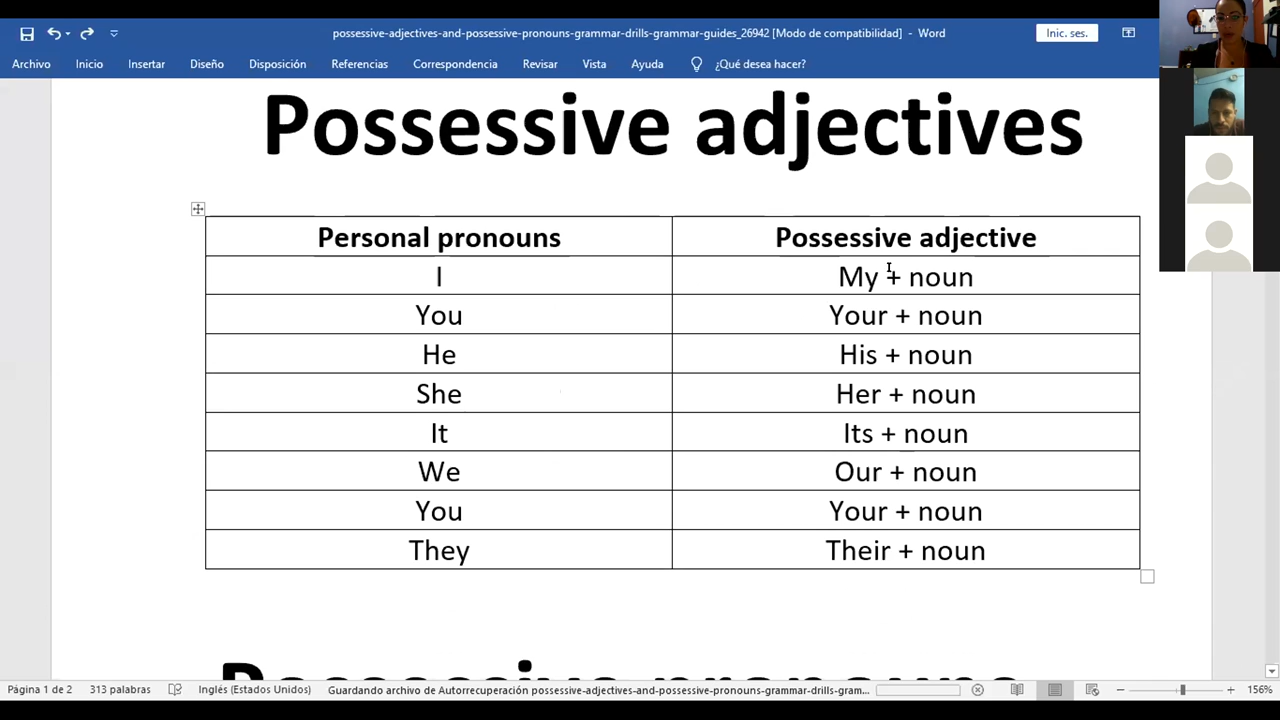 possessive-adjectives-and-possessive-pronouns-grammar-drills-grammar-guides_26942 [Modo de compatibilidad] - Word
Inic. ses.
Archivo Inicio Insertar Diseño Disposición Referencias Correspondencia Revisar Vista Ayuda ¿Qué desea hacer?
Possessive adjectives
Personal pronouns Possessive adjective
I My + noun
You Your + noun
He His + noun
She Her + noun
It Its + noun
We Our + noun
You Your + noun
They Their + noun
Possessive pronouns
Página 1 de 2 313 palabras Inglés (Estados Unidos) Guardando archivo de Autorrecuperación possessive-adjectives-and-possessive-pronouns-grammar-drills-gram... 156%